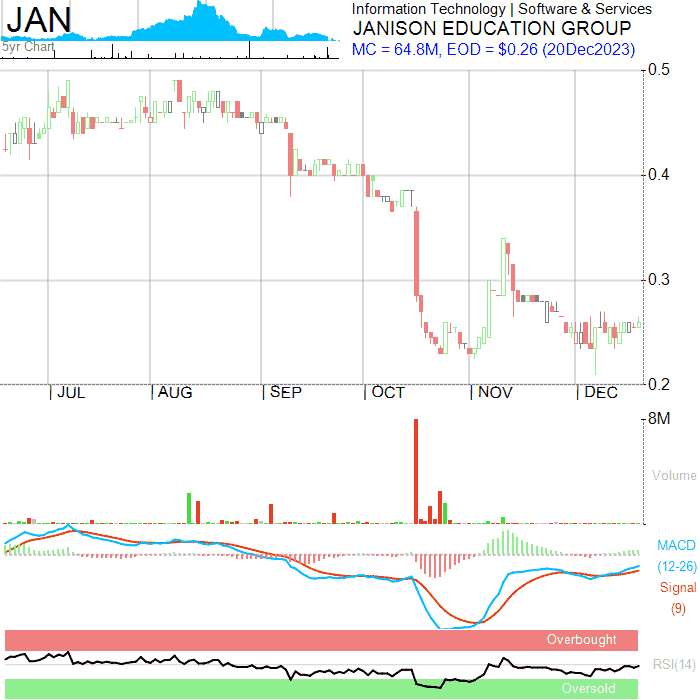 JAN
5yr Chart
Information Technology | Software & Services
JANISON EDUCATION GROUP
MC = 64.8M, EOD = $0.26 (20Dec2023)
0.5
0.4
0.3
0.2
JUL AUG SEP OCT NOV DEC
8M
Volume
MACD
(12-26)
Signal
(9)
Overbought
RSI(14)
Oversold